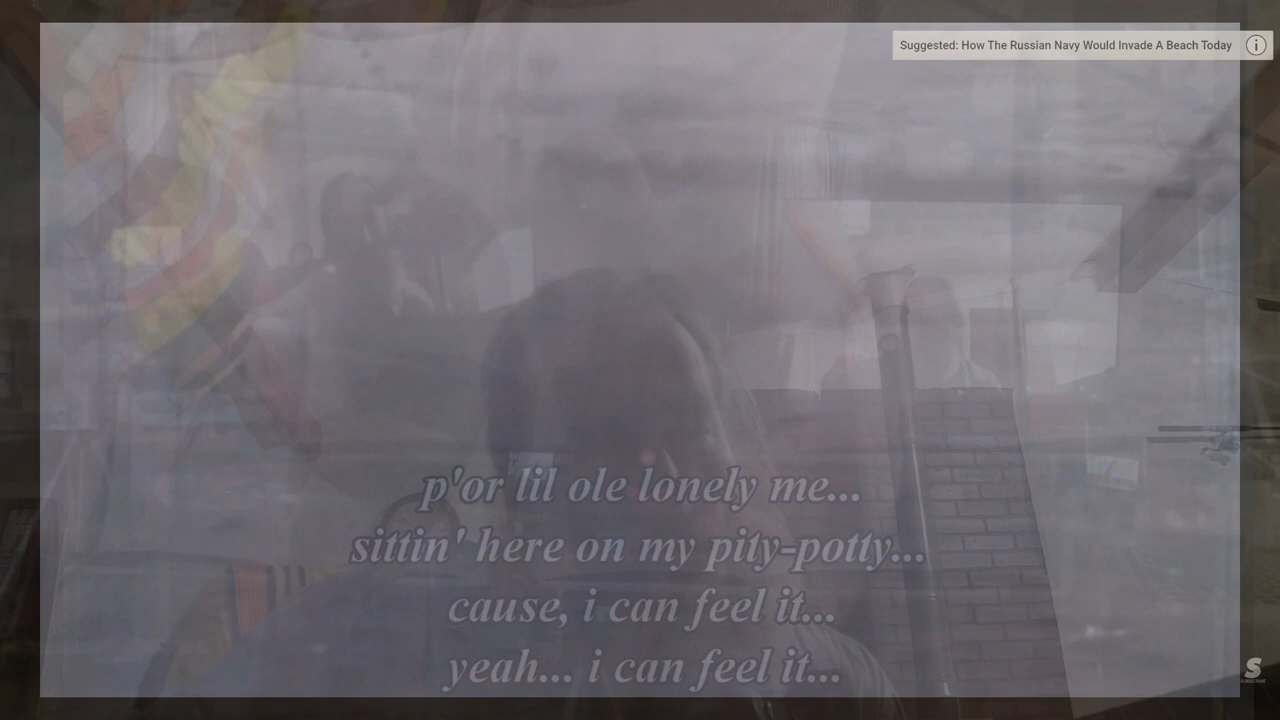 Suggested: How The Russian Navy Would Invade A Beach Today
p'or lil ole lonely me...
sittin' here on my pity-potty...
cause, i can feel it...
yeah... i can feel it...
S
SUBSCRIBE